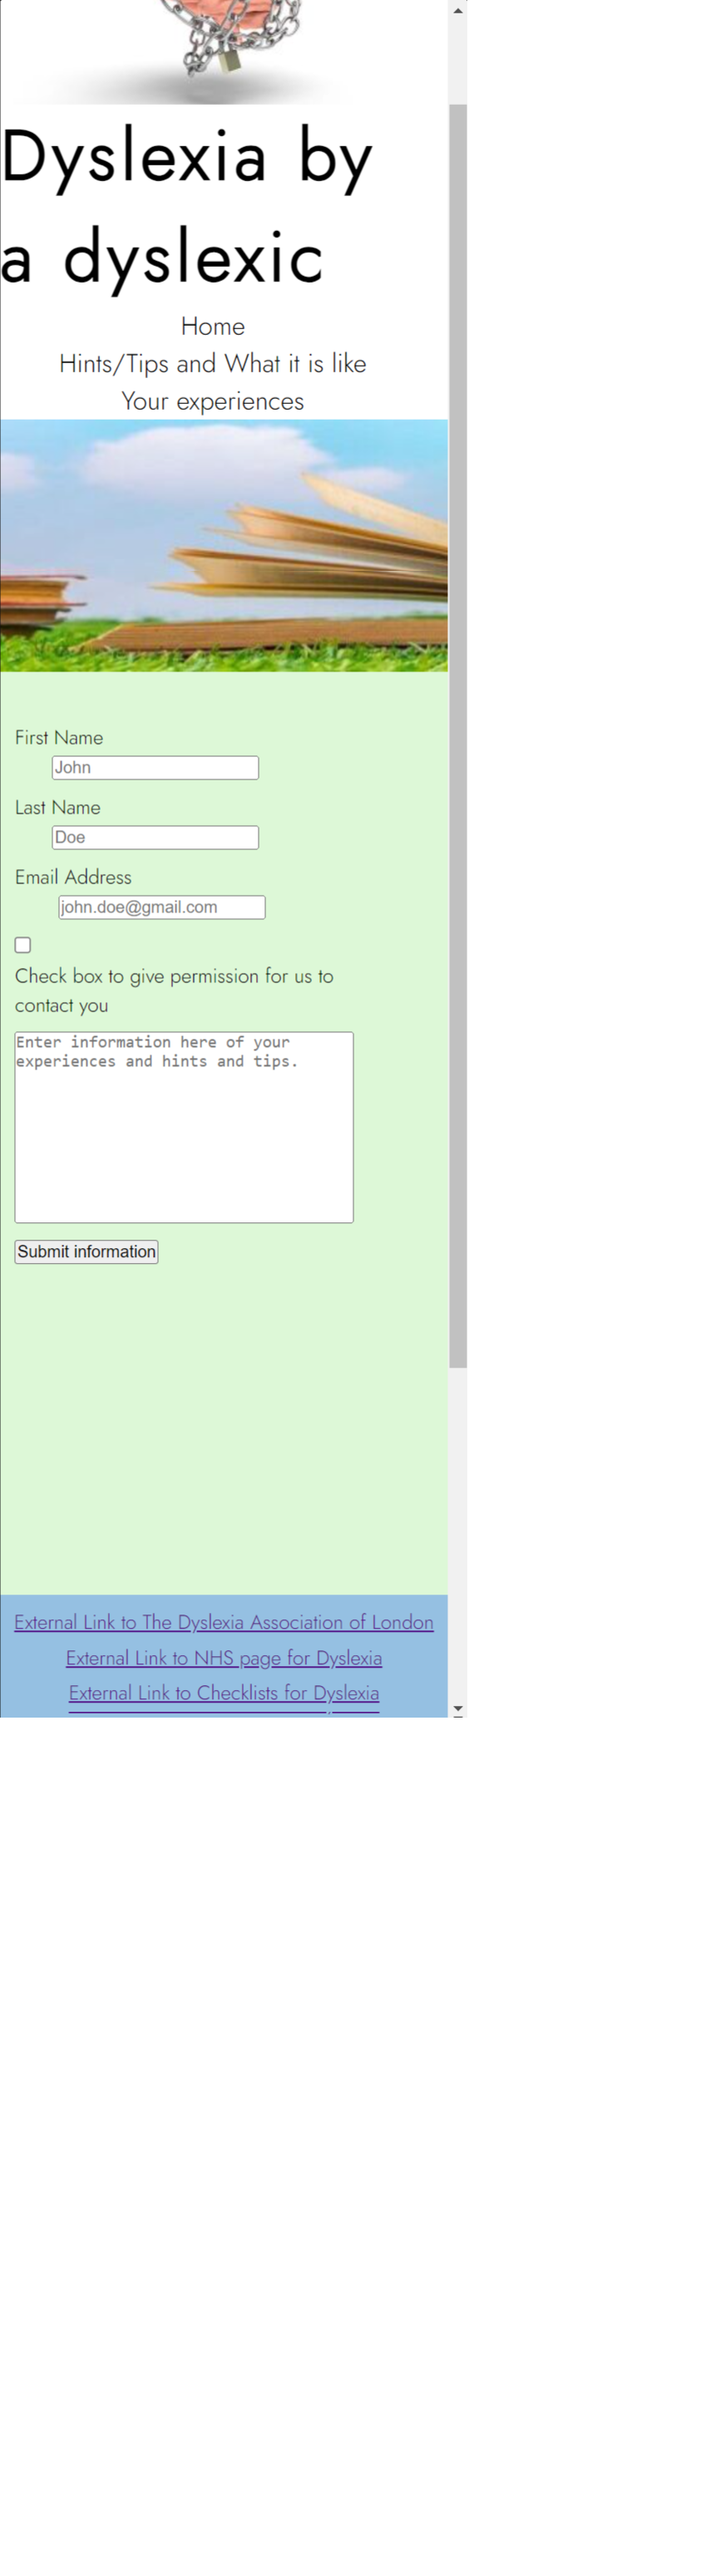 Dyslexia by
a dyslexic
Home
Hints/Tips and What it is like
Your experiences
First Name
John
Last Name
Doe
Email Address
john.doe@gmail.com
Check box to give permission for us to
contact you
Enter information here of your
experiences and hints and tips.
Submit information
External Link to The Dyslexia Association of London
External Link to NHS page for Dyslexia
External Link to Checklists for Dyslexia